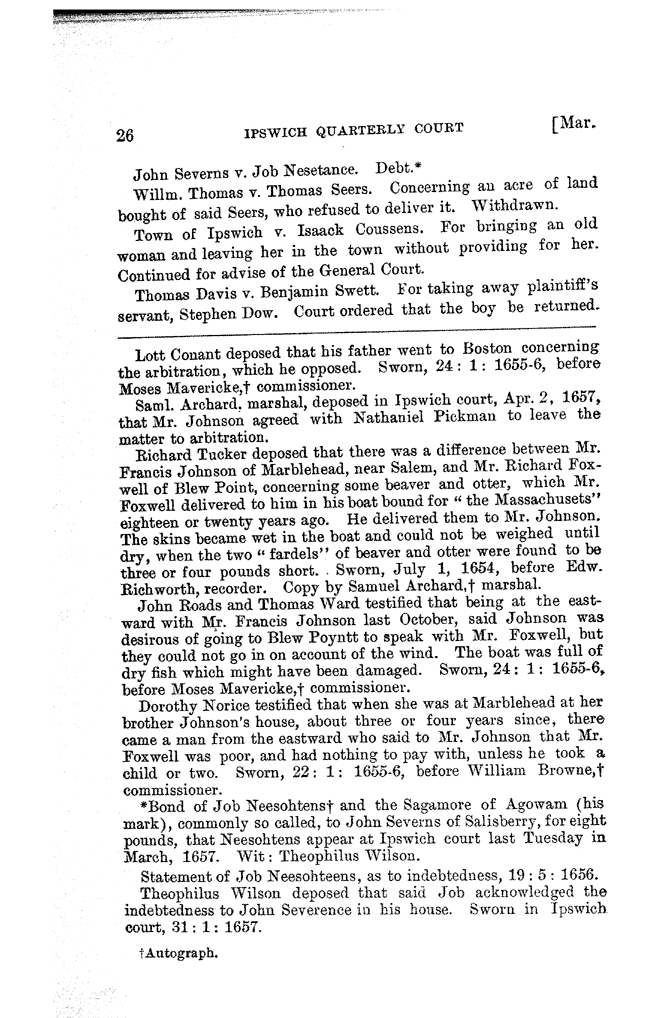 26 IPSWICH QUARTERLY COURT [Mar.
John Severns v. Job Nesetance. Debt.*
Willm. Thomas v. Thomas Seers. Concerning an acre of land
bought of said Seers, who refused to deliver it. Withdrawn.
Town of Ipswich v. Isaack Coussens. For bringing an old
woman and leaving her in the town without providing for her.
Continued for advise of the General Court.
Thomas Davis v. Benjamin Swett. For taking away plaintiff's
servant, Stephen Dow. Court ordered that the boy be returned.
Lott Conant deposed that his father went to Boston concerning
the arbitration, which he opposed. Sworn, 24: 1: 1655-6, before
Moses Mavericke,† commissioner.
Saml. Archard, marshal, deposed in Ipswich court, Apr. 2, 1657,
that Mr. Johnson agreed with Nathaniel Pickman to leave the
matter to arbitration.
Richard Tucker deposed that there was a difference between Mr.
Francis Johnson of Marblehead, near Salem, and Mr. Richard Fox-
well of Blew Point, concerning some beaver and otter, which Mr.
Foxwell delivered to him in his boat bound for "the Massachusets"
eighteen or twenty years ago. He delivered them to Mr. Johnson.
The skins became wet in the boat and could not be weighed until
dry, when the two "fardels" of beaver and otter were found to be
three or four pounds short. Sworn, July 1, 1654, before Edw.
Richworth, recorder. Copy by Samuel Archard,† marshal.
John Roads and Thomas Ward testified that being at the east-
ward with Mr. Francis Johnson last October, said Johnson was
desirous of going to Blew Poyntt to speak with Mr. Foxwell, but
they could not go in on account of the wind. The boat was full of
dry fish which might have been damaged. Sworn, 24: 1: 1655-6,
before Moses Mavericke,† commissioner.
Dorothy Norice testified that when she was at Marblehead at her
brother Johnson's house, about three or four years since, there
came a man from the eastward who said to Mr. Johnson that Mr.
Foxwell was poor, and had nothing to pay with, unless he took a
child or two. Sworn, 22: 1: 1655-6, before William Browne,†
commissioner.
*Bond of Job Neesohtens† and the Sagamore of Agowam (his
mark), commonly so called, to John Severns of Salisberry, for eight
pounds, that Neesohtens appear at Ipswich court last Tuesday in
March, 1657. Wit: Theophilus Wilson.
Statement of Job Neesohteens, as to indebtedness, 19: 5: 1656.
Theophilus Wilson deposed that said Job acknowledged the
indebtedness to John Severence in his house. Sworn in Ipswich
court, 31: 1: 1657.
†Autograph.